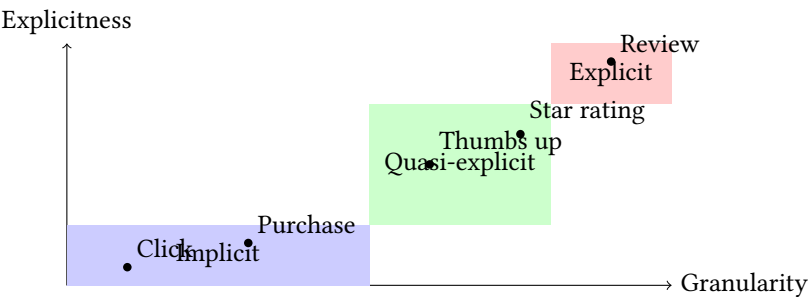 Explicitness
Review
Explicit
Star rating
Thumbs up
Quasi-explicit
Purchase
Click
Implicit
Granularity